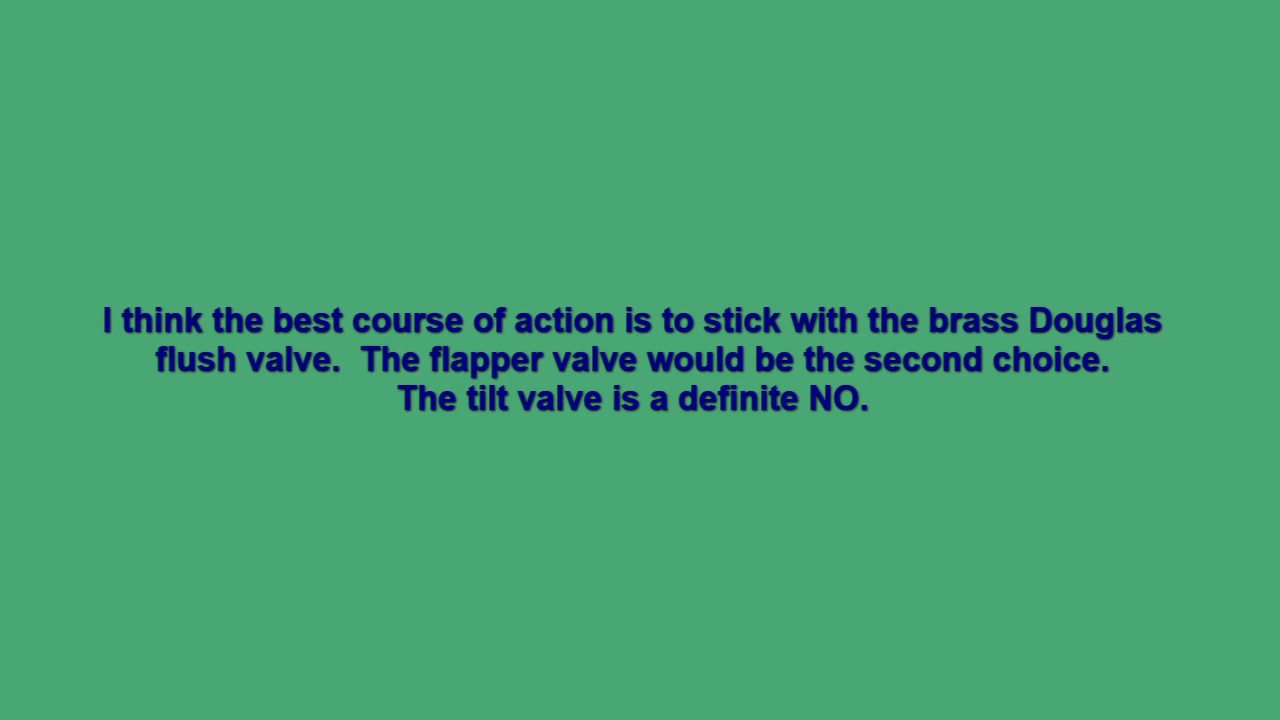 I think the best course of action is to stick with the brass Douglas
flush valve.  The flapper valve would be the second choice.
The tilt valve is a definite NO.